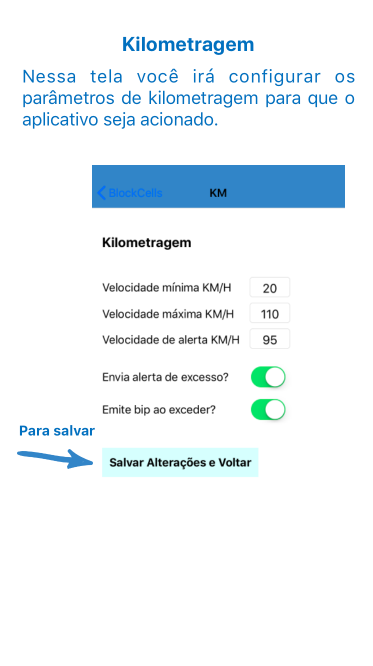 Kilometragem
Nessa tela você irá configurar os
parâmetros de kilometragem para que o
aplicativo seja acionado.
BlockCells KM
Kilometragem
Velocidade mínima KM/H 20
Velocidade máxima KM/H 110
Velocidade de alerta KM/H 95
Envia alerta de excesso?
Emite bip ao exceder?
Para salvar
Salvar Alterações e Voltar